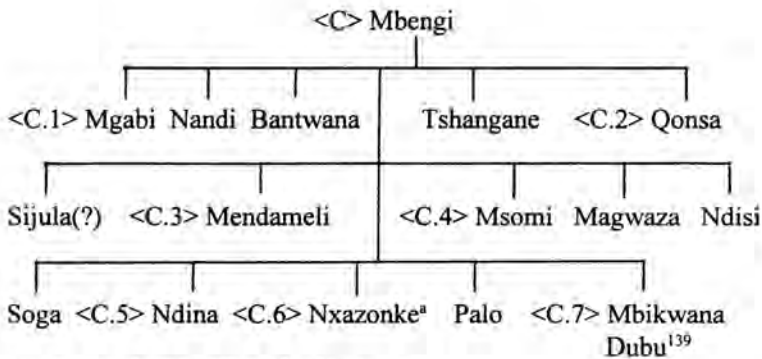 <C> Mbengi
<C.1> Mgabi Nandi Bantwana Tshangane <C.2> Qonsa
Sijula(?) <C.3> Mendameli <C.4> Msomi Magwaza Ndisi
Soga <C.5> Ndina <C.6> Nxazonkeᵃ Palo <C.7> Mbikwana
Dubu¹³⁹